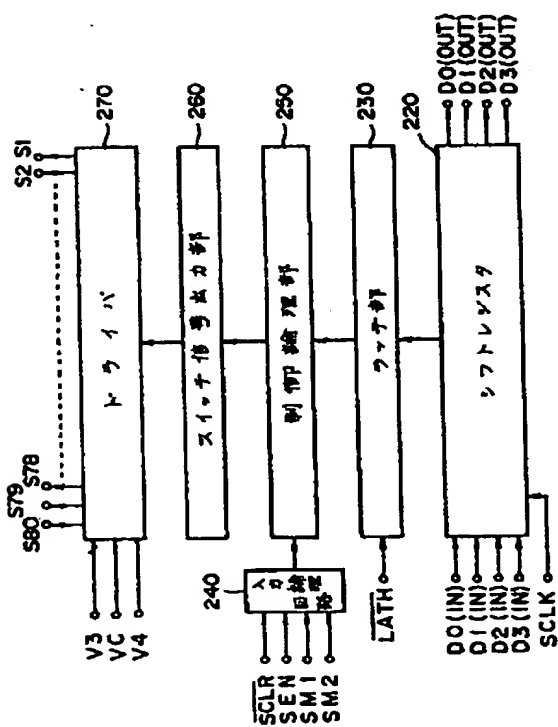 270
260
250
230
220
S2 S1
S79 S78
S80
ドライバ
スイッチ信号出力部
制御論理部
ラッチ部
シフトレジスタ
D0(OUT)
D1(OUT)
D2(OUT)
D3(OUT)
V3
VC
V4
240
入力論理回路
SCLR
SEN
SM1
SM2
LATH
D0(IN)
D1(IN)
D2(IN)
D3(IN)
SCLK